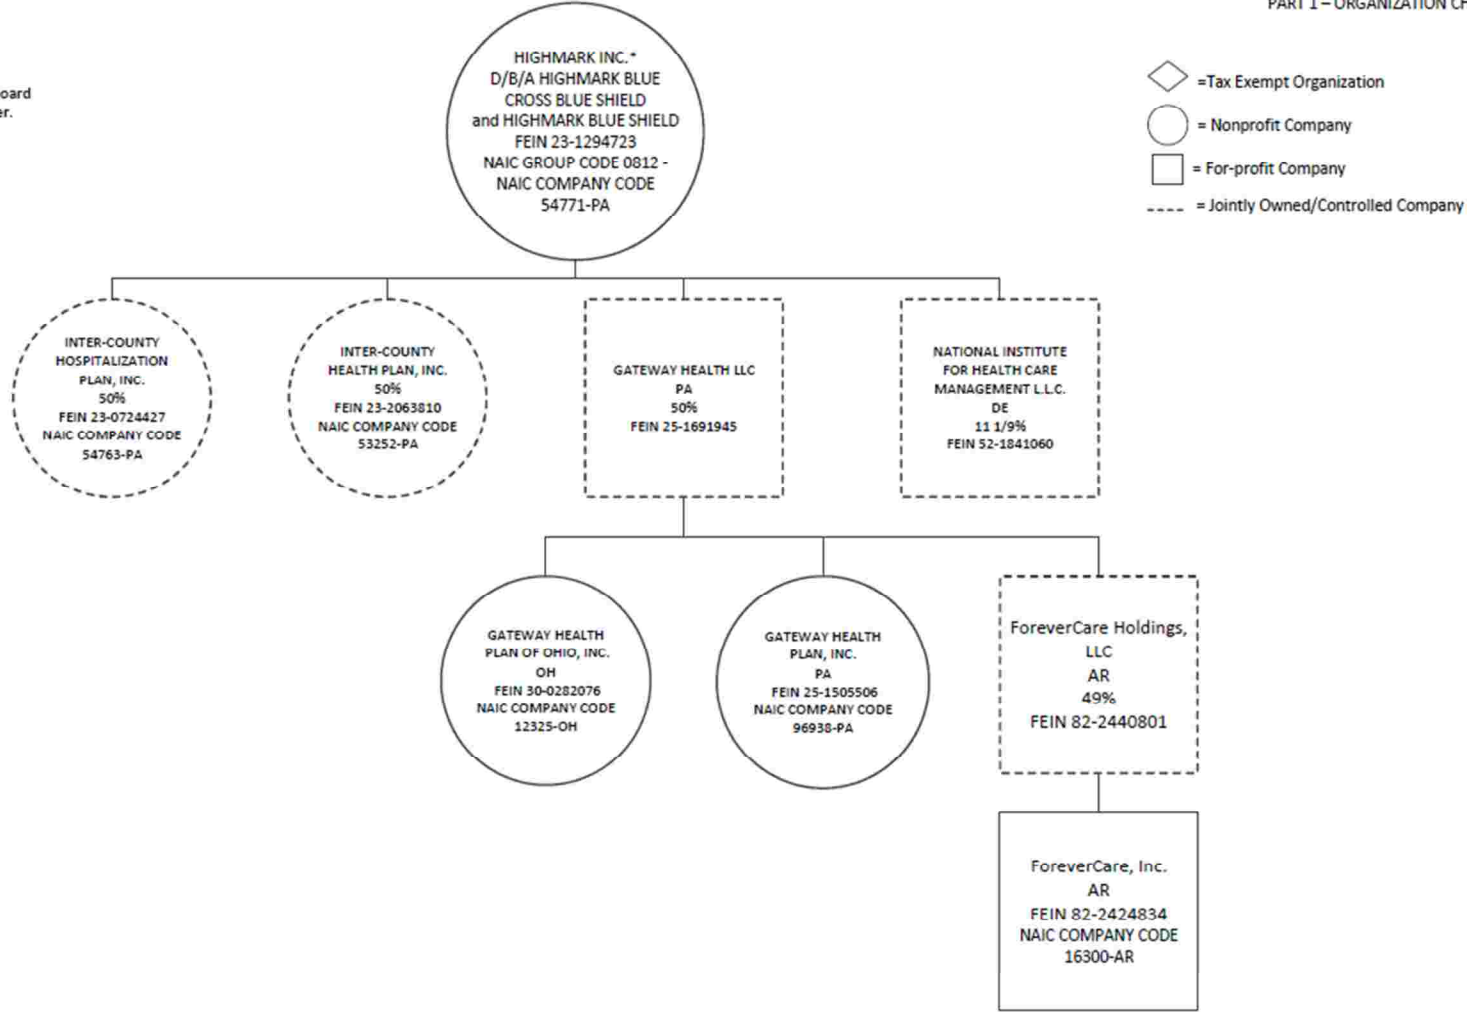 PART 1 – ORGANIZATION
oard
er.
HIGHMARK INC.*
D/B/A HIGHMARK BLUE
CROSS BLUE SHIELD
and HIGHMARK BLUE SHIELD
FEIN 23-1294723
NAIC GROUP CODE 0812 -
NAIC COMPANY CODE
54771-PA
=Tax Exempt Organization
= Nonprofit Company
= For-profit Company
= Jointly Owned/Controlled Company
INTER-COUNTY
HOSPITALIZATION
PLAN, INC.
50%
FEIN 23-0724427
NAIC COMPANY CODE
54763-PA
INTER-COUNTY
HEALTH PLAN, INC.
50%
FEIN 23-2063810
NAIC COMPANY CODE
53252-PA
GATEWAY HEALTH LLC
PA
50%
FEIN 25-1691945
NATIONAL INSTITUTE
FOR HEALTH CARE
MANAGEMENT L.L.C.
DE
11 1/9%
FEIN 52-1841060
GATEWAY HEALTH
PLAN OF OHIO, INC.
OH
FEIN 30-0282076
NAIC COMPANY CODE
12325-OH
GATEWAY HEALTH
PLAN, INC.
PA
FEIN 25-1505506
NAIC COMPANY CODE
96938-PA
ForeverCare Holdings,
LLC
AR
49%
FEIN 82-2440801
ForeverCare, Inc.
AR
FEIN 82-2424834
NAIC COMPANY CODE
16300-AR